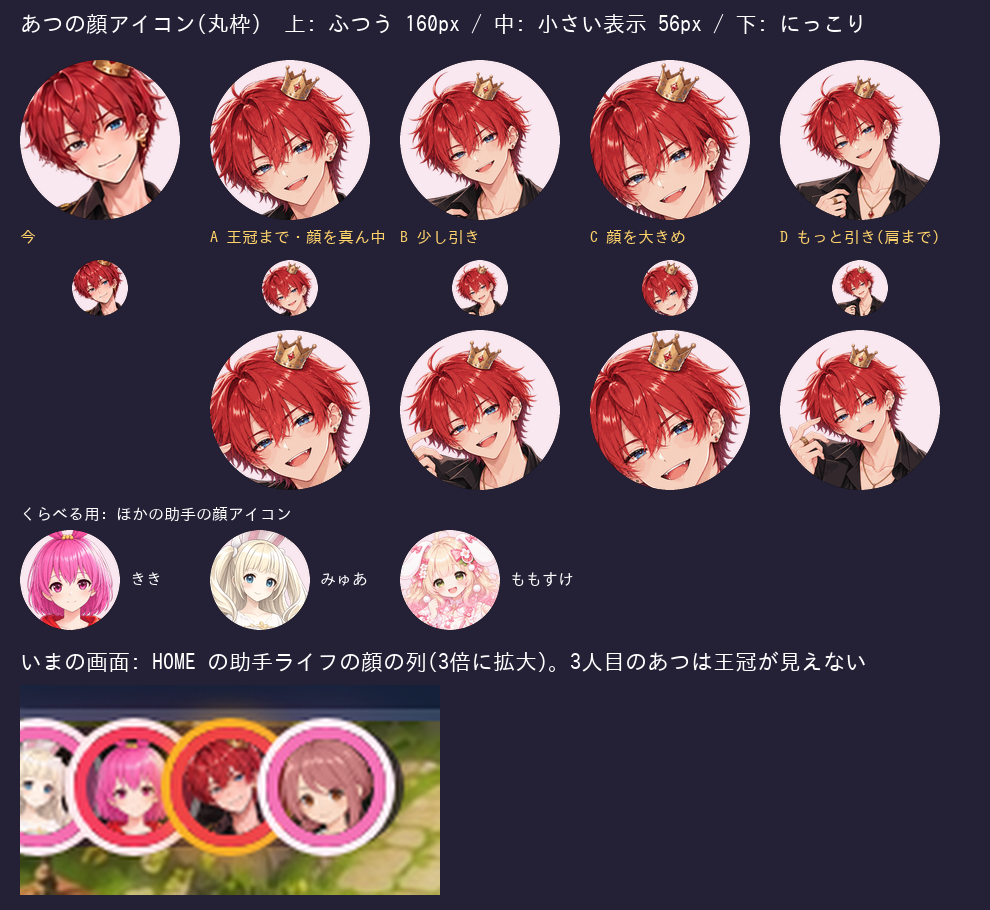 あつの顔アイコン(丸枠) 上: ふつう 160px / 中: 小さい表示 56px / 下: にっこり
今
A 王冠まで・顔を真ん中
B 少し引き
C 顔を大きめ
D もっと引き(肩まで)
くらべる用: ほかの助手の顔アイコン
きき
みゅあ
ももすけ
いまの画面: HOME の助手ライフの顔の列(3倍に拡大)。3人目のあつは王冠が見えない